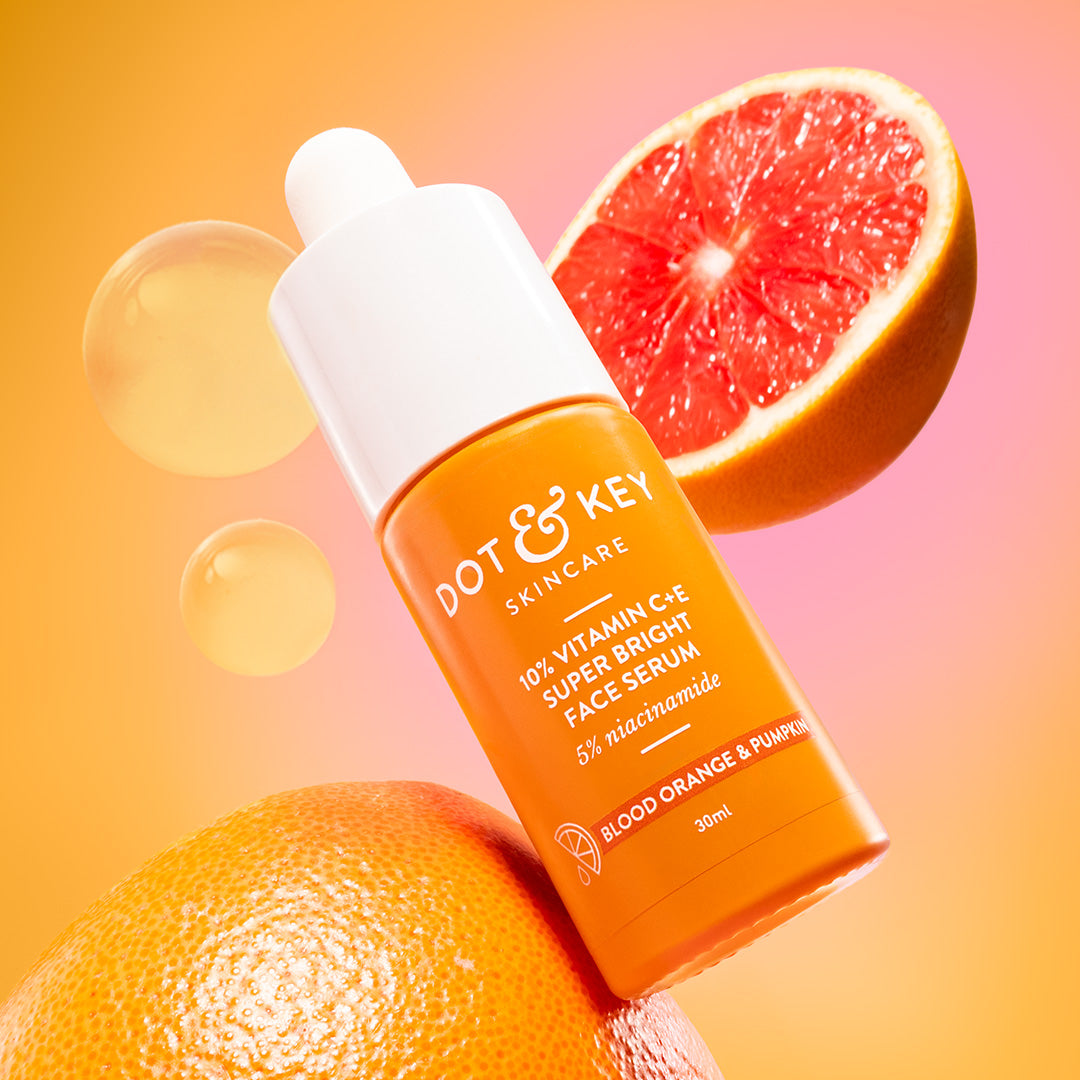 DOT & KEY
SKINCARE
10% VITAMIN C+E
SUPER BRIGHT
FACE SERUM
5% niacinamide
BLOOD ORANGE & PUMPKIN
30ml